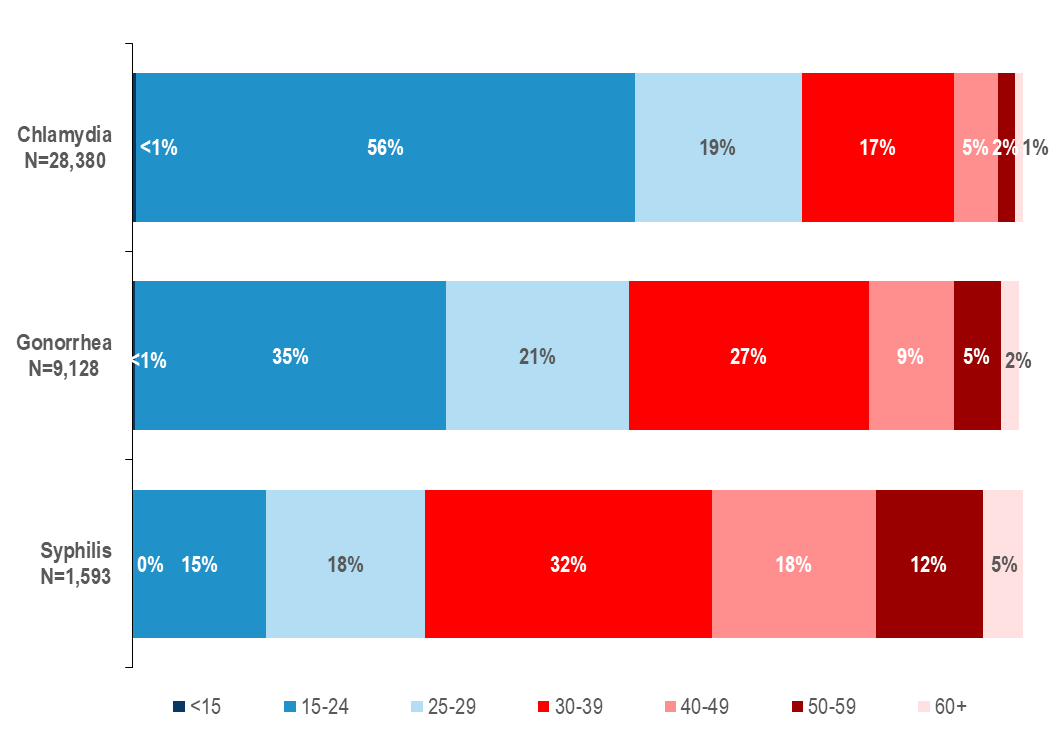 Chlamydia
N=28,380
<1% 56% 19% 17% 5% 2% 1%
Gonorrhea
N=9,128
<1% 35% 21% 27% 9% 5% 2%
Syphilis
N=1,593
0% 15% 18% 32% 18% 12% 5%
<15 15-24 25-29 30-39 40-49 50-59 60+